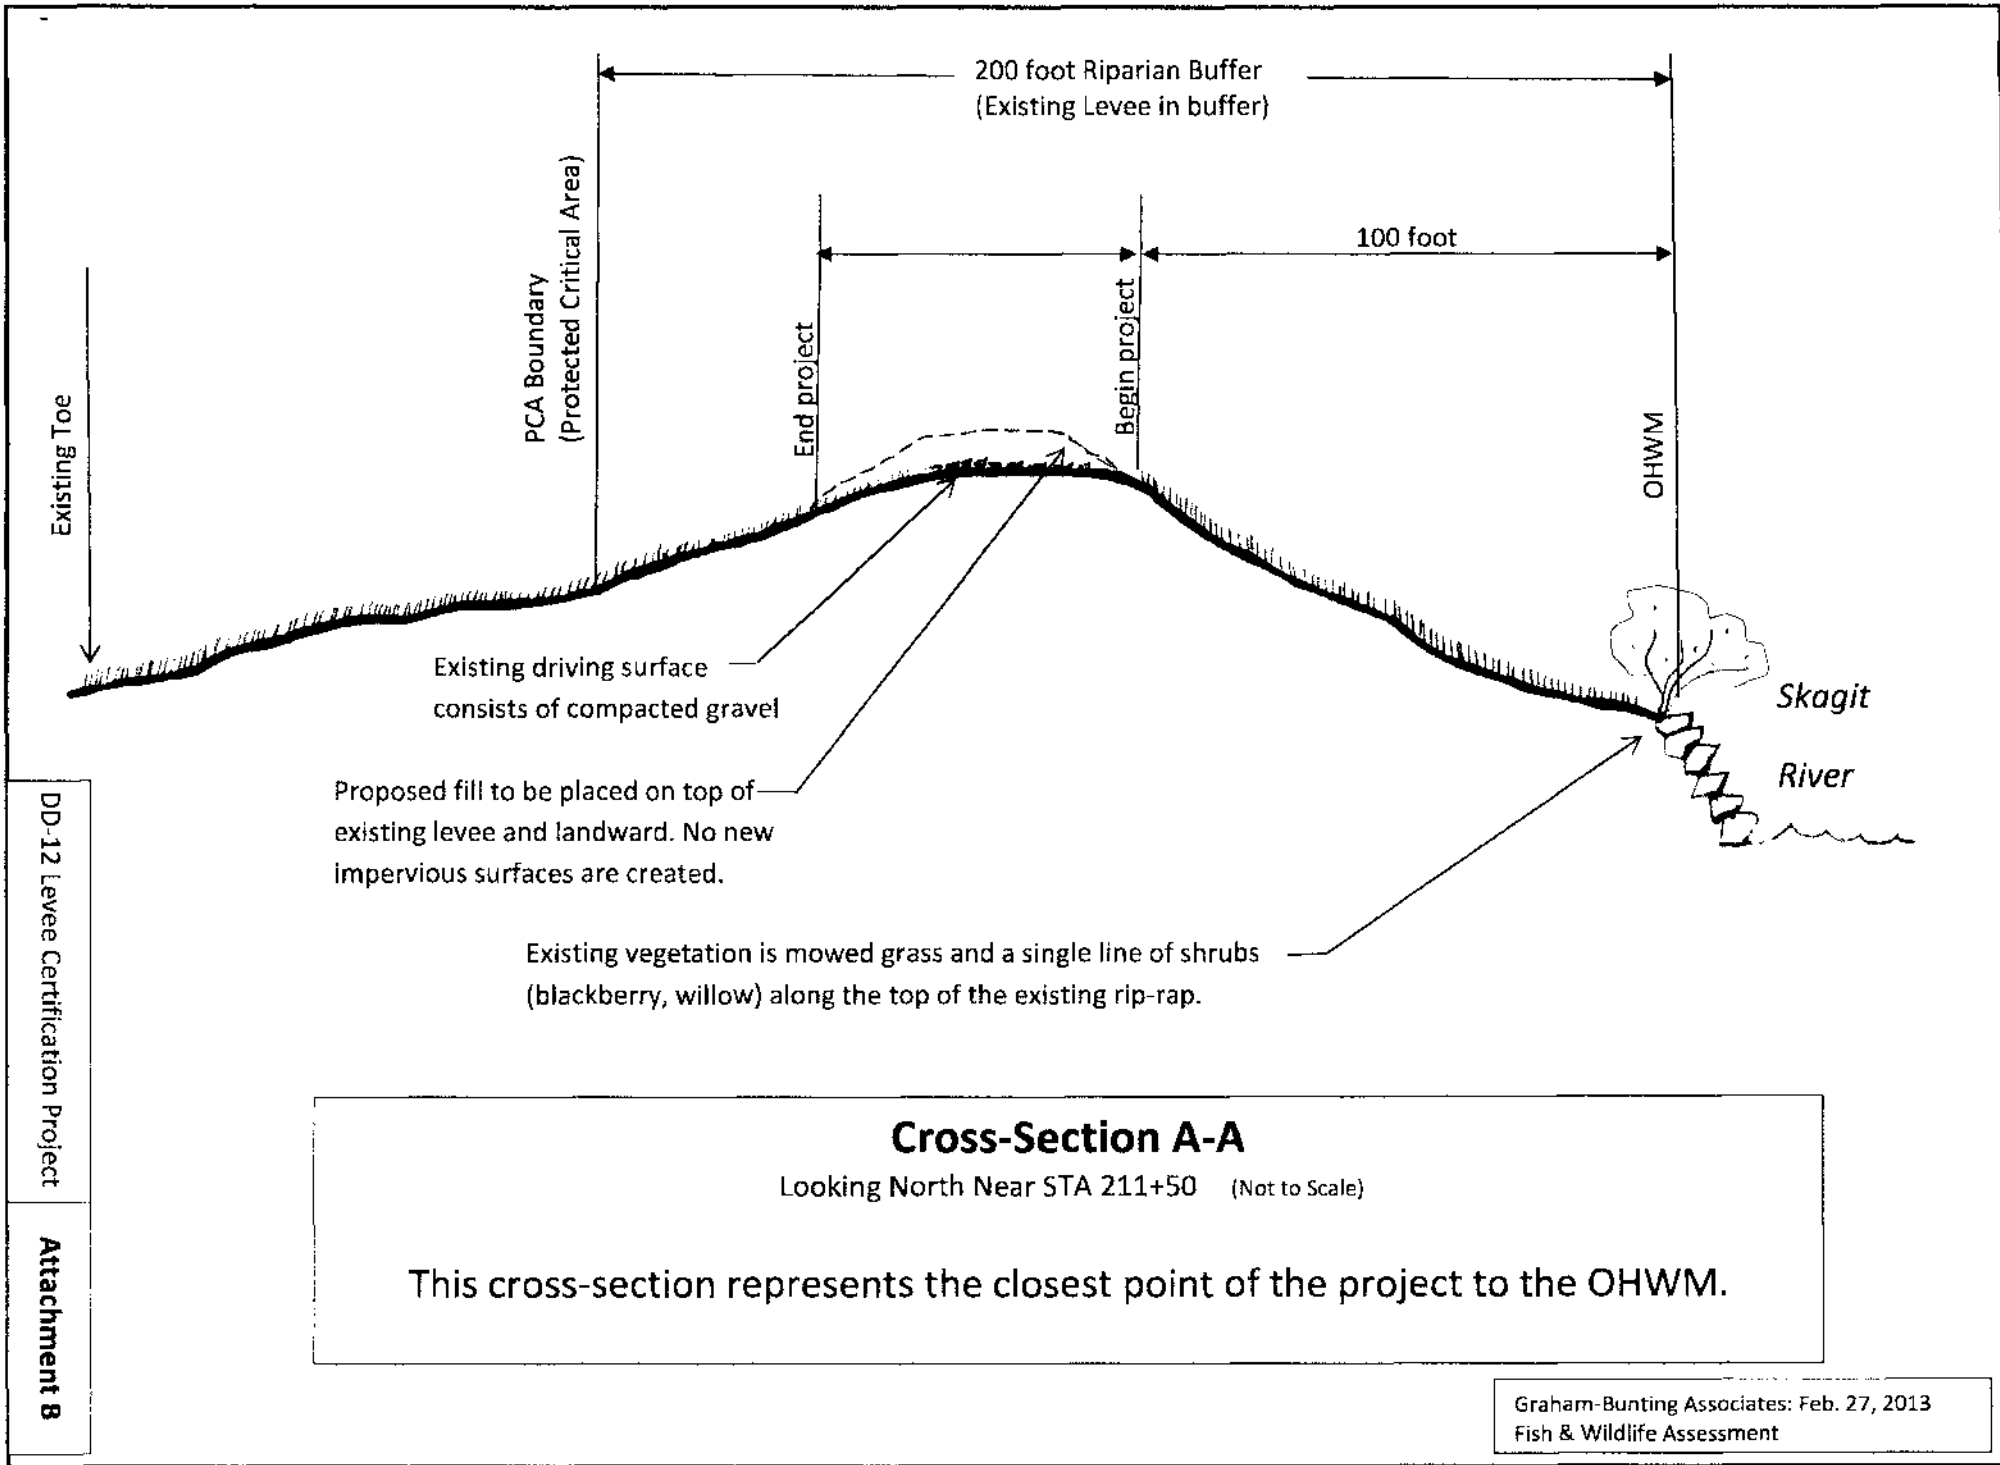 200 foot Riparian Buffer
(Existing Levee in buffer)
PCA Boundary
(Protected Critical Area)
100 foot
End project
Begin project
Existing Toe
OHWM
Existing driving surface
consists of compacted gravel
Skagit
River
Proposed fill to be placed on top of
existing levee and landward. No new
impervious surfaces are created.
Existing vegetation is mowed grass and a single line of shrubs
(blackberry, willow) along the top of the existing rip-rap.
DD-12 Levee Certification Project
Attachment B
Cross-Section A-A
Looking North Near STA 211+50 (Not to Scale)
This cross-section represents the closest point of the project to the OHWM.
Graham-Bunting Associates: Feb. 27, 2013
Fish & Wildlife Assessment